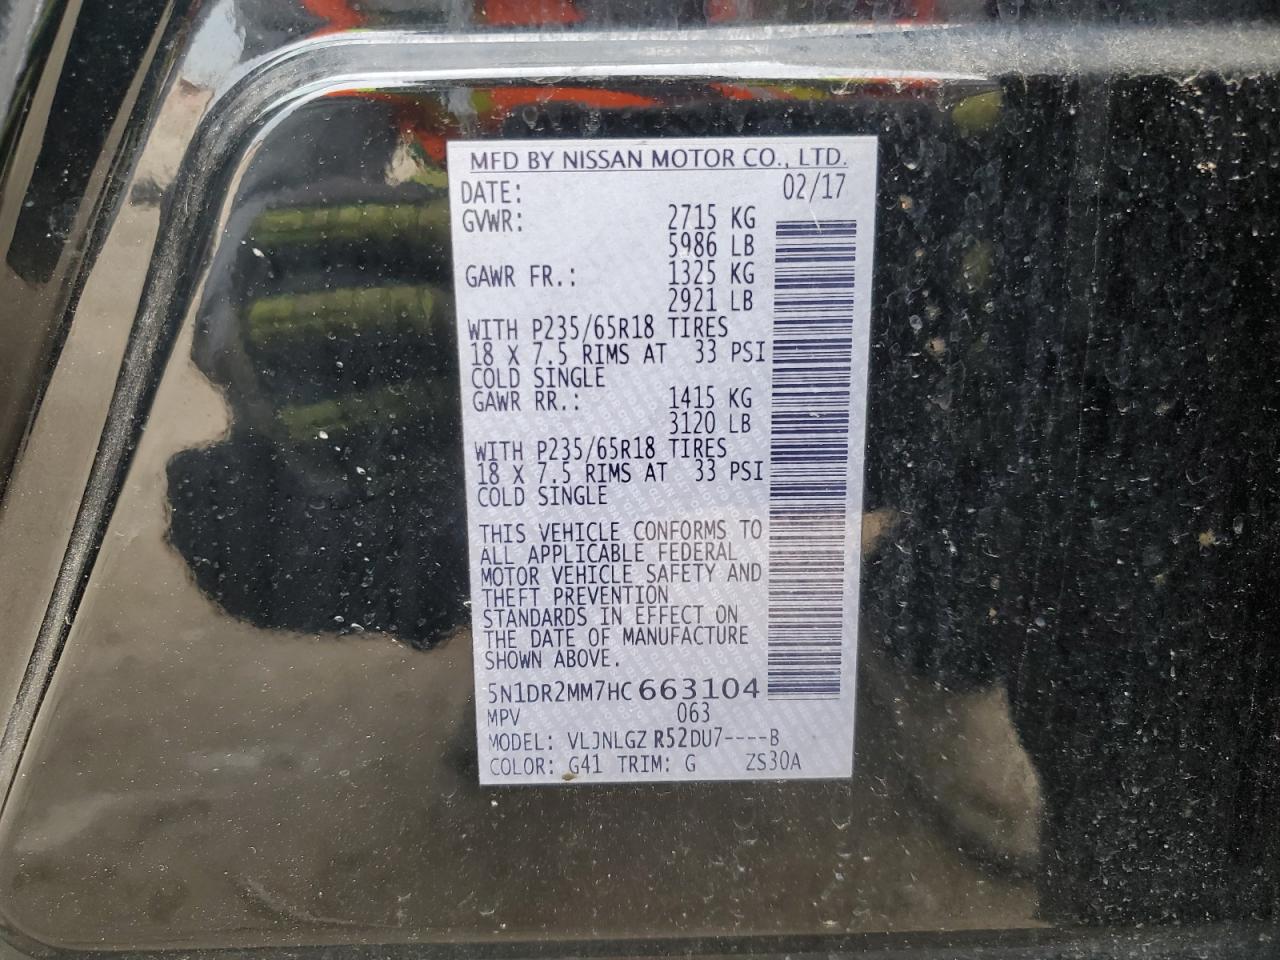 MFD BY NISSAN MOTOR CO., LTD.
DATE: 02/17
GVWR: 2715 KG
5986 LB
GAWR FR.: 1325 KG
2921 LB
WITH P235/65R18 TIRES
18 X 7.5 RIMS AT 33 PSI
COLD SINGLE
GAWR RR.: 1415 KG
3120 LB
WITH P235/65R18 TIRES
18 X 7.5 RIMS AT 33 PSI
COLD SINGLE
THIS VEHICLE CONFORMS TO
ALL APPLICABLE FEDERAL
MOTOR VEHICLE SAFETY AND
THEFT PREVENTION
STANDARDS IN EFFECT ON
THE DATE OF MANUFACTURE
SHOWN ABOVE.
5N1DR2MM7HC 663104
MPV 063
MODEL: R52DU7----B
COLOR: G41 TRIM: G ZS30A